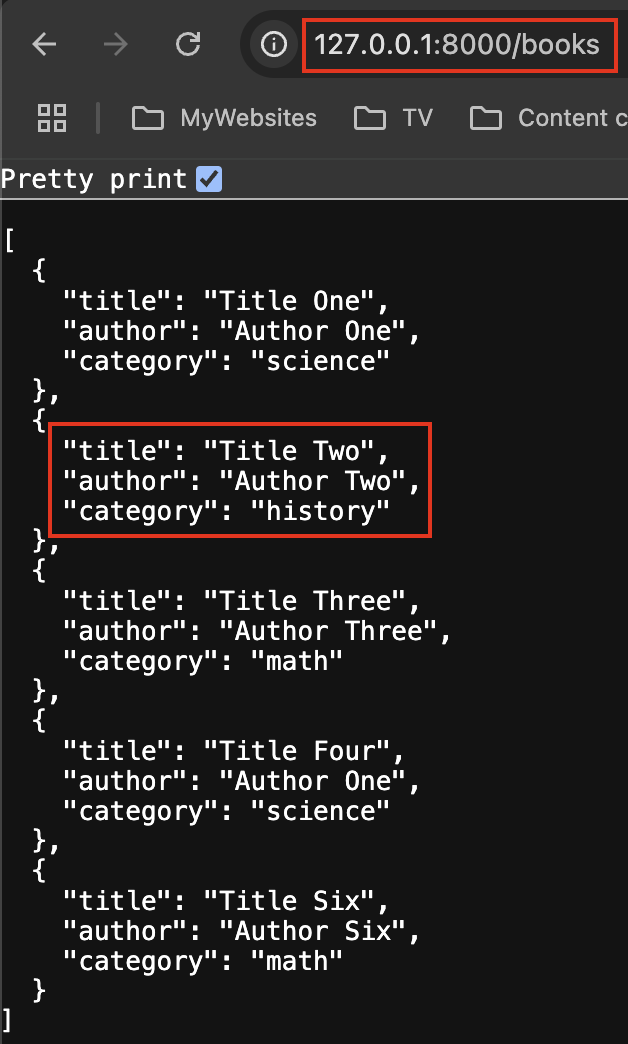 127.0.0.1:8000/books
MyWebsites TV Content c
Pretty print
[
{
"title": "Title One",
"author": "Author One",
"category": "science"
},
{
"title": "Title Two",
"author": "Author Two",
"category": "history"
},
{
"title": "Title Three",
"author": "Author Three",
"category": "math"
},
{
"title": "Title Four",
"author": "Author One",
"category": "science"
},
{
"title": "Title Six",
"author": "Author Six",
"category": "math"
}
]